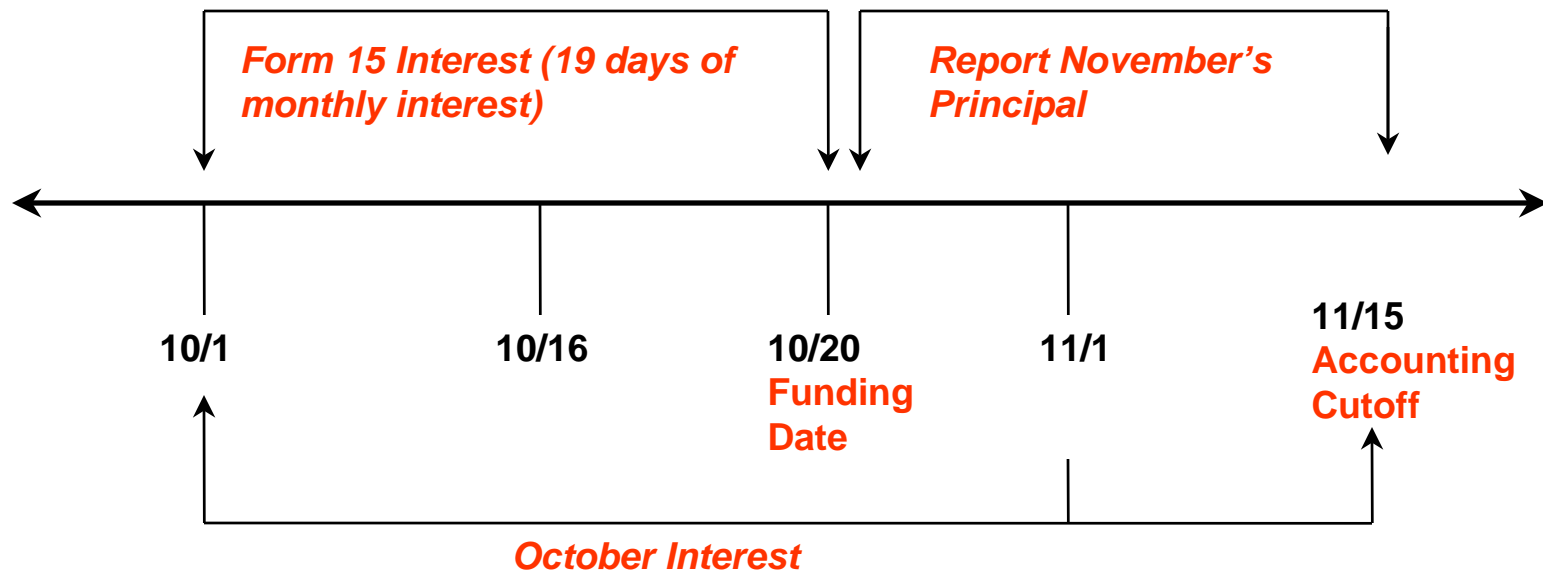 Form 15 Interest (19 days of
monthly interest)
Report November’s
Principal
10/1
10/16
10/20
Funding
Date
11/1
11/15
Accounting
Cutoff
October Interest